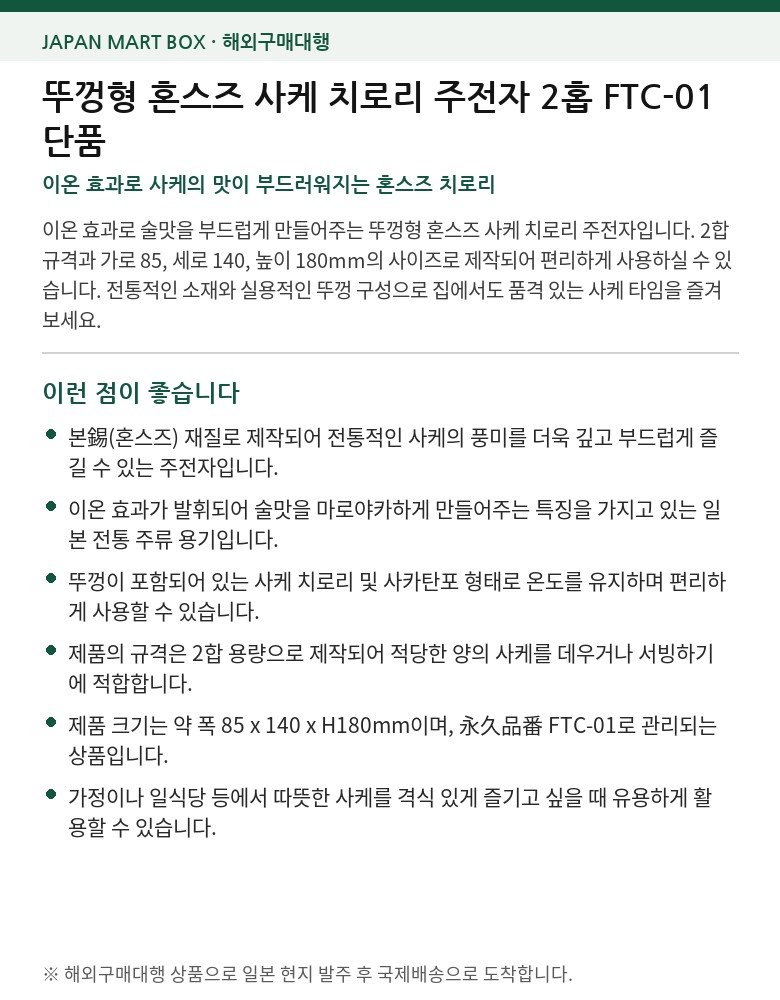 JAPAN MART BOX · 해외구매대행
뚜껑형 혼스즈 사케 치로리 주전자 2홉 FTC-01
단품
이온 효과로 사케의 맛이 부드러워지는 혼스즈 치로리
이온 효과로 술맛을 부드럽게 만들어주는 뚜껑형 혼스즈 사케 치로리 주전자입니다. 2합
규격과 가로 85, 세로 140, 높이 180mm의 사이즈로 제작되어 편리하게 사용하실 수 있
습니다. 전통적인 소재와 실용적인 뚜껑 구성으로 집에서도 품격 있는 사케 타임을 즐겨
보세요.
이런 점이 좋습니다
본錫(혼스즈) 재질로 제작되어 전통적인 사케의 풍미를 더욱 깊고 부드럽게 즐
길 수 있는 주전자입니다.
이온 효과가 발휘되어 술맛을 마로야카하게 만들어주는 특징을 가지고 있는 일
본 전통 주류 용기입니다.
뚜껑이 포함되어 있는 사케 치로리 및 사카탄포 형태로 온도를 유지하며 편리하
게 사용할 수 있습니다.
제품의 규격은 2합 용량으로 제작되어 적당한 양의 사케를 데우거나 서빙하기
에 적합합니다.
제품 크기는 약 폭 85 x 140 x H180mm이며, 永久品番 FTC-01로 관리되는
상품입니다.
가정이나 일식당 등에서 따뜻한 사케를 격식 있게 즐기고 싶을 때 유용하게 활
용할 수 있습니다.
※ 해외구매대행 상품으로 일본 현지 발주 후 국제배송으로 도착합니다.